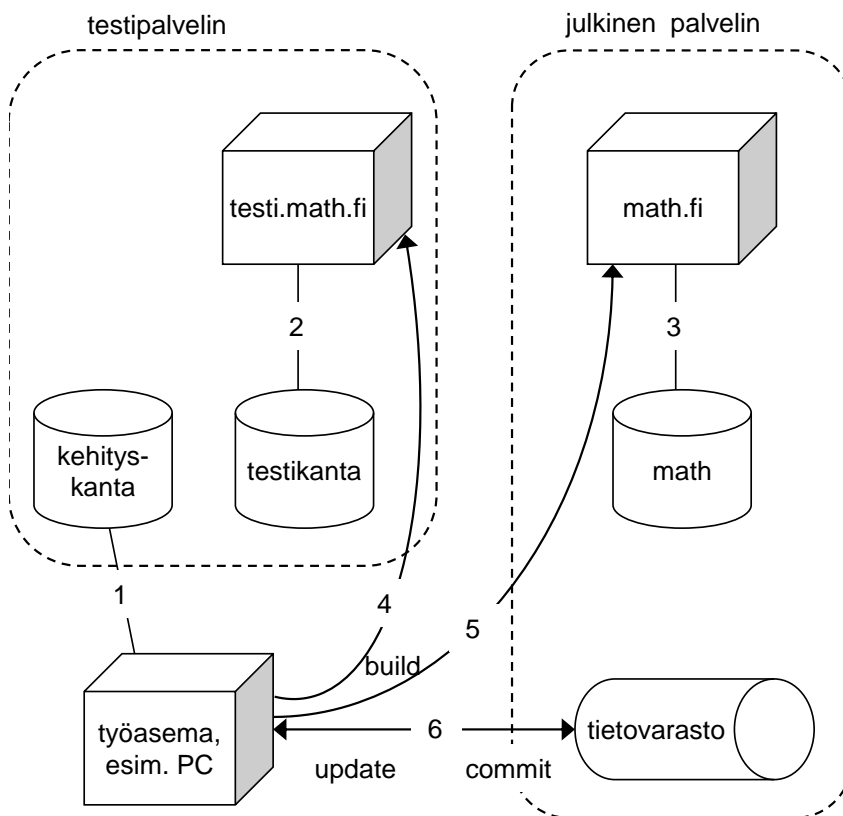 testipalvelin
julkinen palvelin
testi.math.fi
math.fi
2
3
kehitys-
kanta
testikanta
math
1
4
5
build
työasema,
esim. PC
6
tietovarasto
update
commit